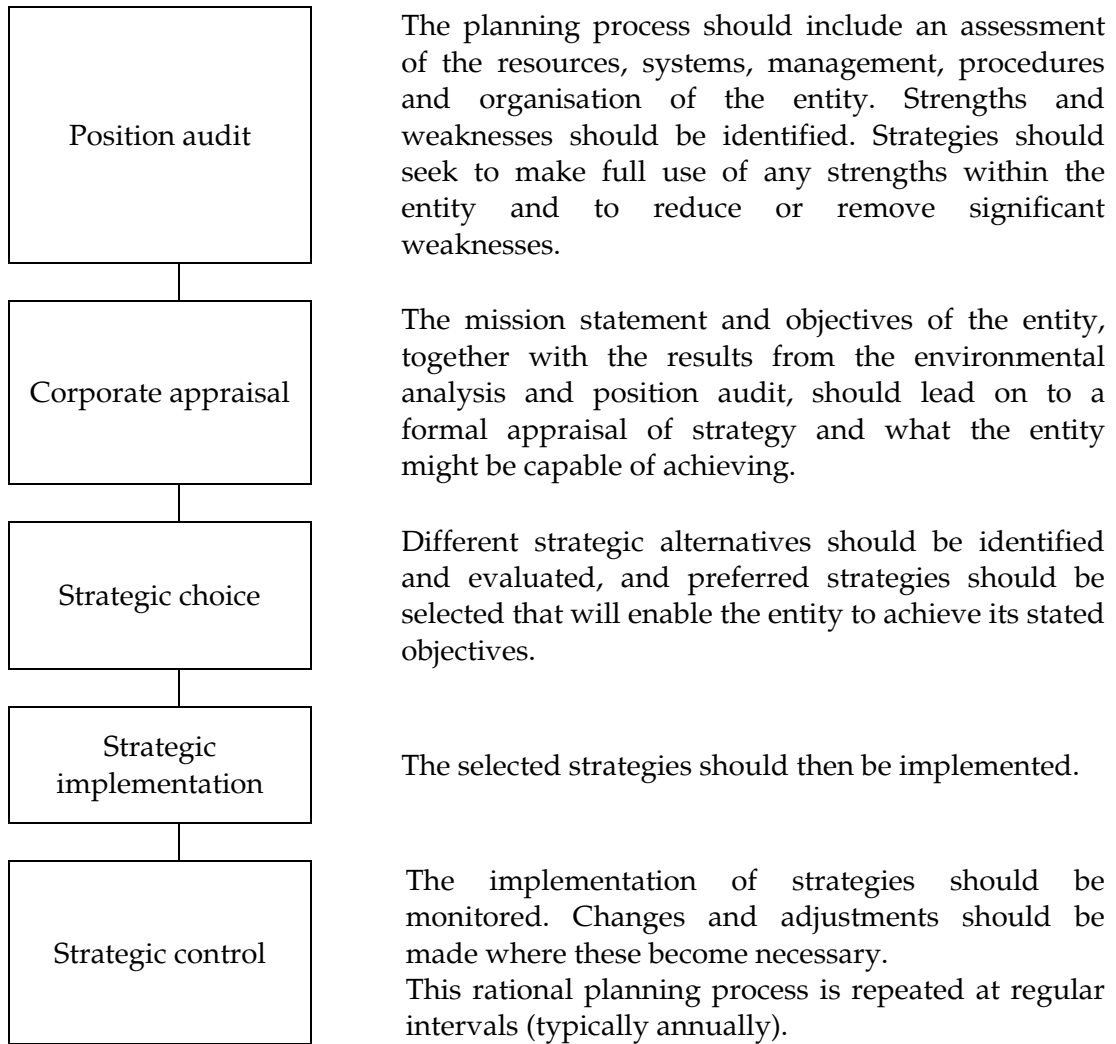 Position audit
The planning process should include an assessment
of the resources, systems, management, procedures
and organisation of the entity. Strengths and
weaknesses should be identified. Strategies should
seek to make full use of any strengths within the
entity and to reduce or remove significant
weaknesses.
Corporate appraisal
The mission statement and objectives of the entity,
together with the results from the environmental
analysis and position audit, should lead on to a
formal appraisal of strategy and what the entity
might be capable of achieving.
Strategic choice
Different strategic alternatives should be identified
and evaluated, and preferred strategies should be
selected that will enable the entity to achieve its stated
objectives.
Strategic
implementation
The selected strategies should then be implemented.
Strategic control
The implementation of strategies should be
monitored. Changes and adjustments should be
made where these become necessary.
This rational planning process is repeated at regular
intervals (typically annually).